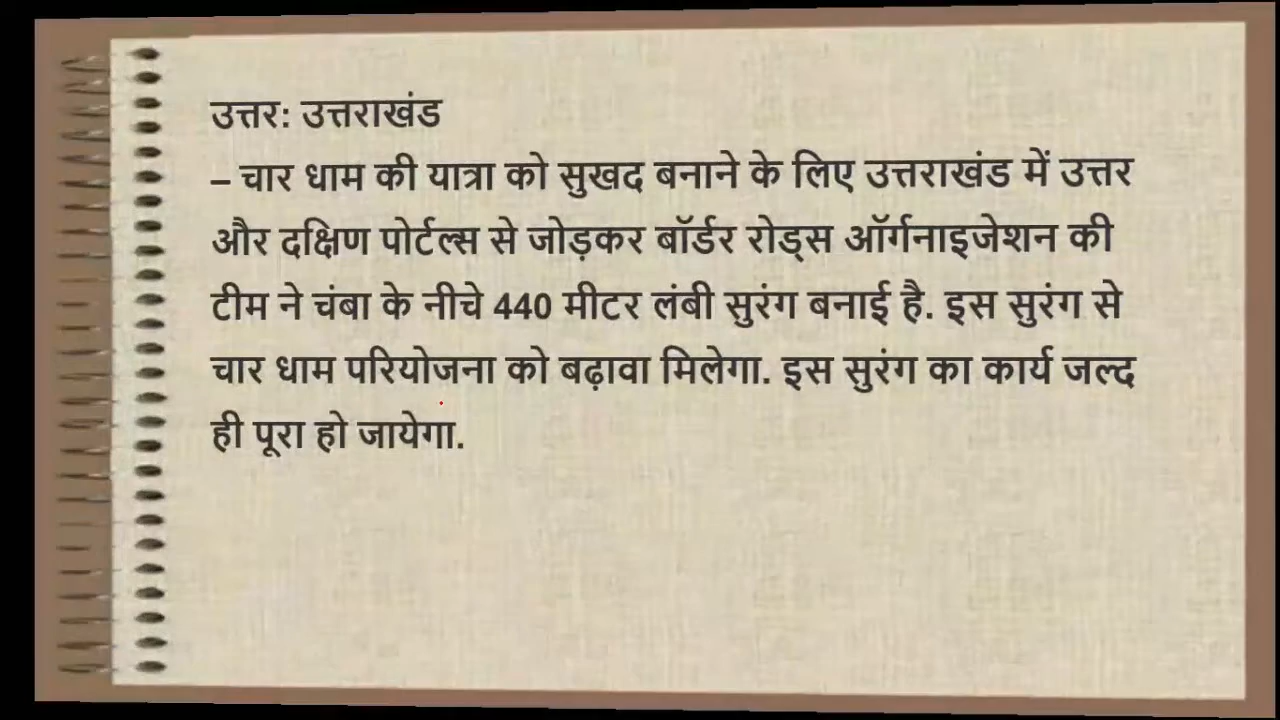 उत्तर: उत्तराखंड
– चार धाम की यात्रा को सुखद बनाने के लिए उत्तराखंड में उत्तर
और दक्षिण पोर्टल्स से जोड़कर बॉर्डर रोड्स ऑर्गनाइजेशन की
टीम ने चंबा के नीचे 440 मीटर लंबी सुरंग बनाई है. इस सुरंग से
चार धाम परियोजना को बढ़ावा मिलेगा. इस सुरंग का कार्य जल्द
ही पूरा हो जायेगा.